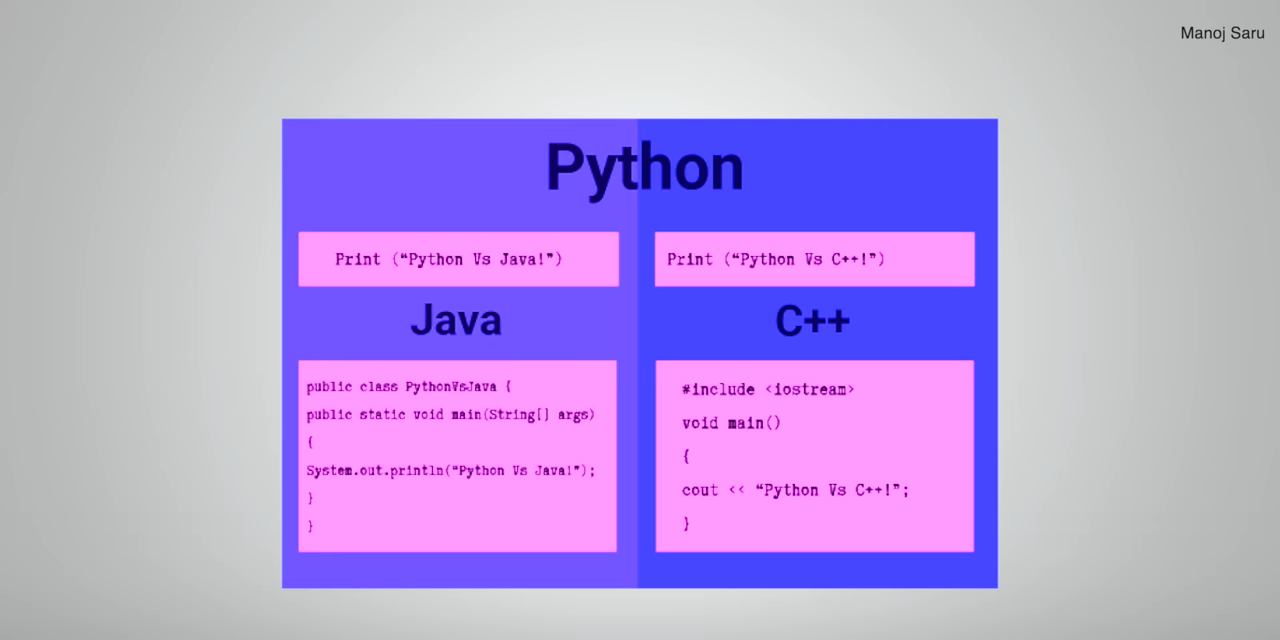 Manoj Saru
Python
Print (“Python Vs Java!”)
Print (“Python Vs C++!”)
Java
public class PythonVsJava {
public static void main(String[] args)
{
System.out.println(“Python Vs Java!”);
}
}
C++
#include <iostream>
void main()
{
cout << “Python Vs C++!”;
}